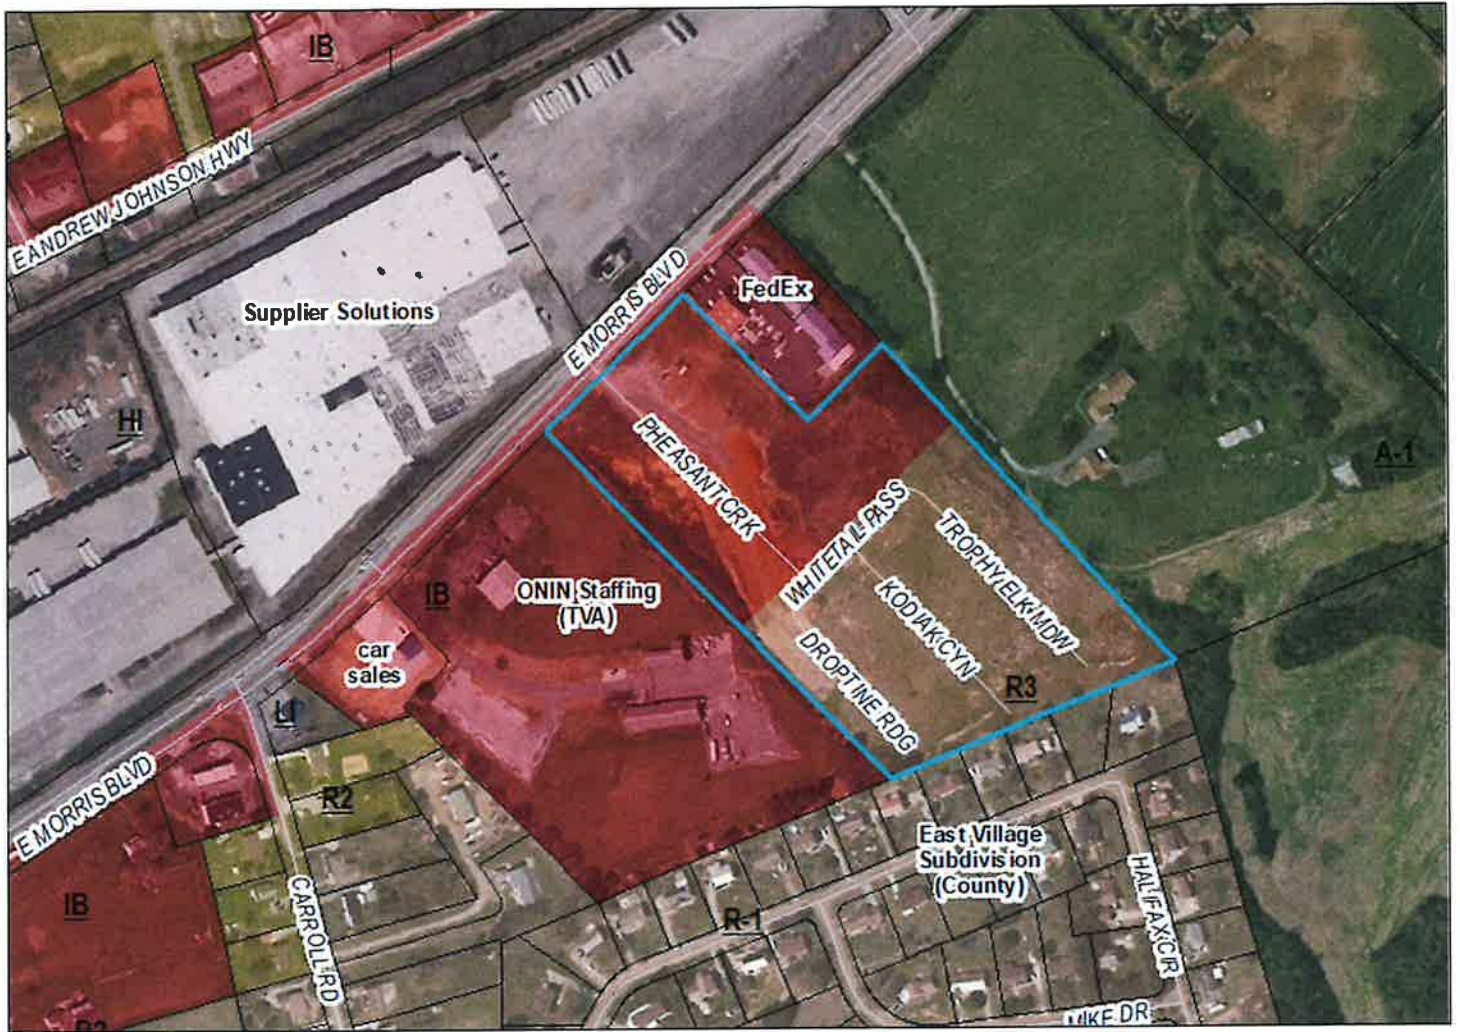 IB
E ANDREW JOHNSON HWY
FedEx
Supplier Solutions
E MORRIS BLVD
HI
PHEASANT CRK
A-1
WHITETAIL PASS
TROPHY ELK MDW
IB
ONIN Staffing
(TVA)
KODIAK CYN
car
sales
DROPTINE RDG
R3
LI
E MORRIS BLVD
R2
East Village
Subdivision
(County)
HALIFAX CIR
CARROLL RD
IB
R-1
MIKE DR
R2